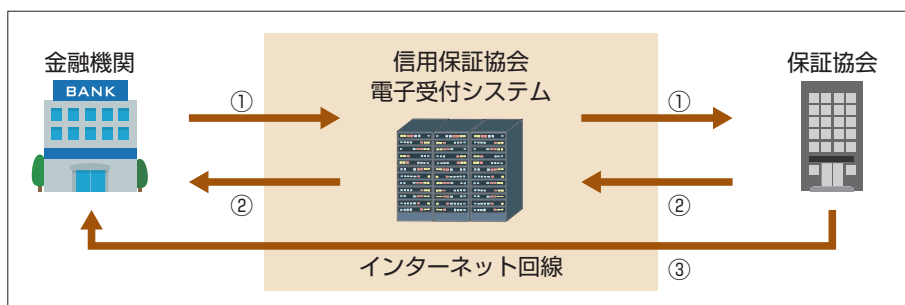 金融機関
BANK
信用保証協会
電子受付システム
保証協会
①
①
②
②
インターネット回線
③